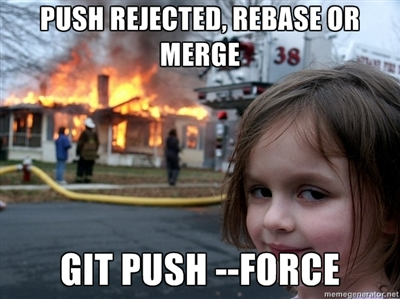 PUSH REJECTED, REBASE OR
MERGE
38
GIT PUSH --FORCE
memegenerator.net